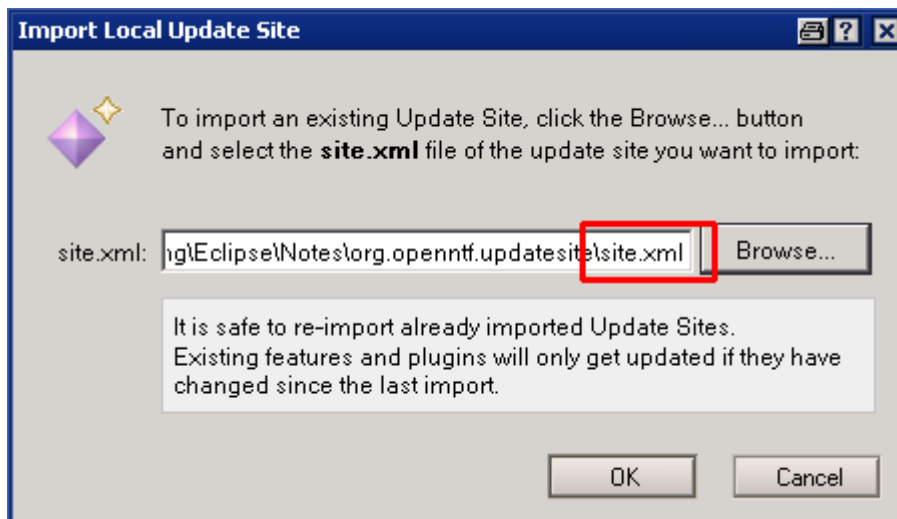 Import Local Update Site
?
To import an existing Update Site, click the Browse... button
and select the site.xml file of the update site you want to import:
site.xml: ng\Eclipse\Notes\org.openntf.updatesite\site.xml Browse...
It is safe to re-import already imported Update Sites.
Existing features and plugins will only get updated if they have
changed since the last import.
OK Cancel